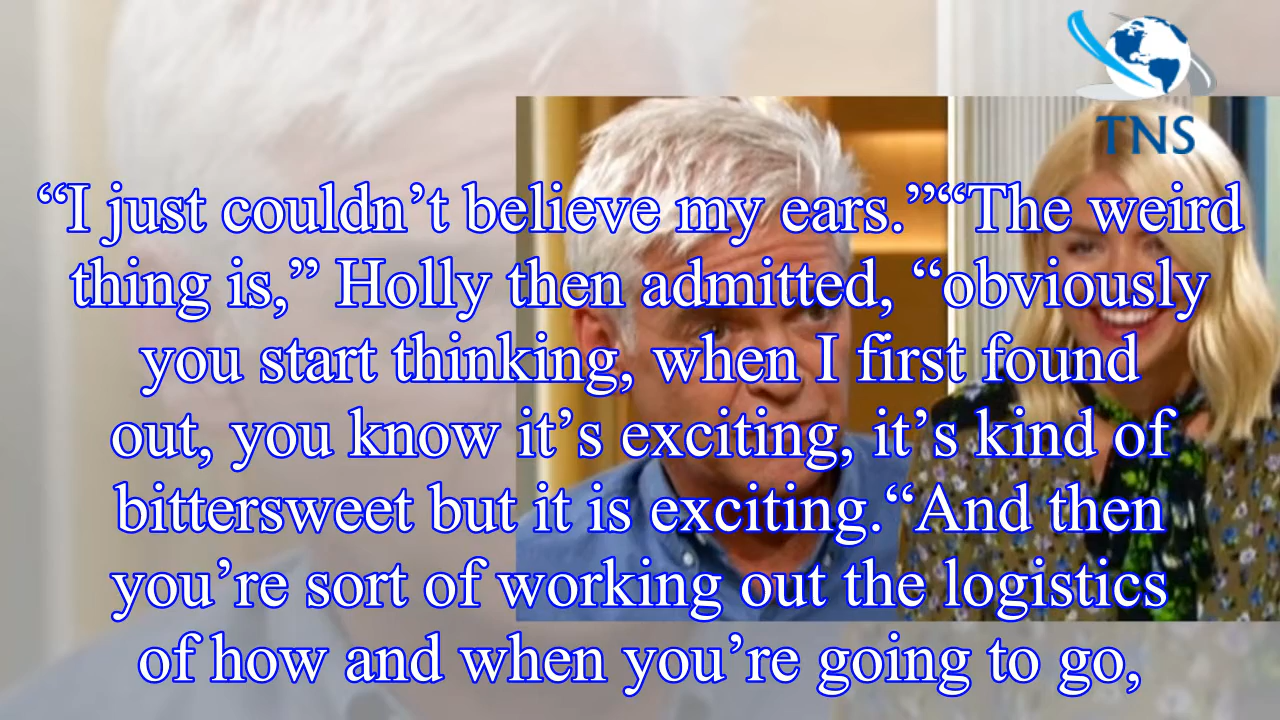 TNS
“I just couldn’t believe my ears.”“The weird
thing is,” Holly then admitted, “obviously
you start thinking, when I first found
out, you know it’s exciting, it’s kind of
bittersweet but it is exciting.“And then
you’re sort of working out the logistics
of how and when you’re going to go,